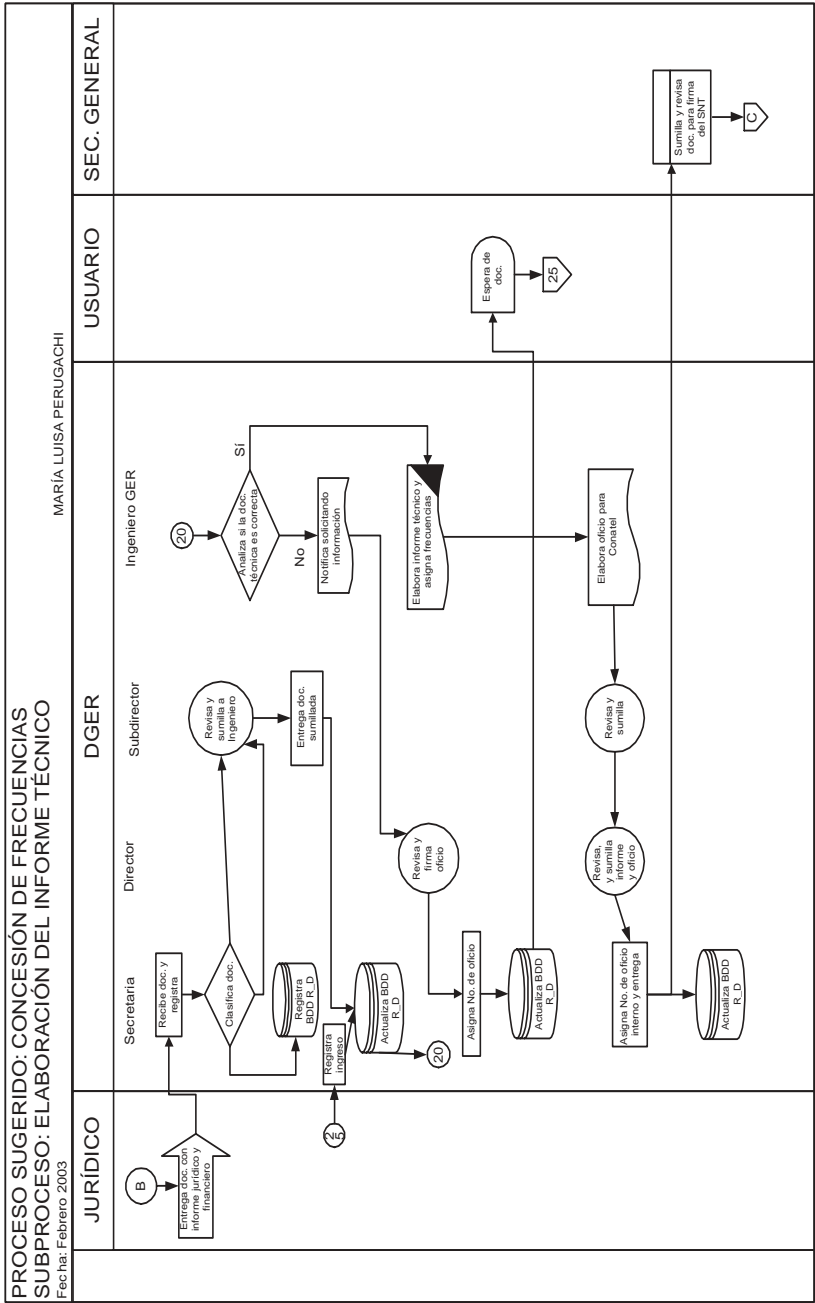 PROCESO SUGERIDO: CONCESIÓN DE FRECUENCIAS
SUBPROCESO: ELABORACIÓN DEL INFORME TÉCNICO
Fecha: Febrero 2003
MARÍA LUISA PERUGACHI
JURÍDICO
DGER
USUARIO
SEC. GENERAL
Secretaria
Director
Subdirector
Ingeniero GER
B
Entrega doc. con
informe jurídico y
financiero
Recibe doc. y
registra
Clasifica doc.
Registra
BDD R_D
Revisa y
sumilla a
Ingeniero
Entrega doc.
sumillada
20
Analiza si la doc.
técnica es correcta
Sí
No
Notifica solicitando
información
2
5
Registra
ingreso
Actualiza BDD
R_D
20
Revisa y
firma
oficio
Elabora informe técnico y
asigna frecuencias
Asigna No. de oficio
Actualiza BDD
R_D
Espera de
doc.
25
Elabora oficio para
Conatel
Revisa y
sumilla
Revisa,
y sumilla
informe
y oficio
Asigna No. de oficio
interno y entrega
Actualiza BDD
R_D
Sumilla y revisa
doc. para firma
del SNT
C